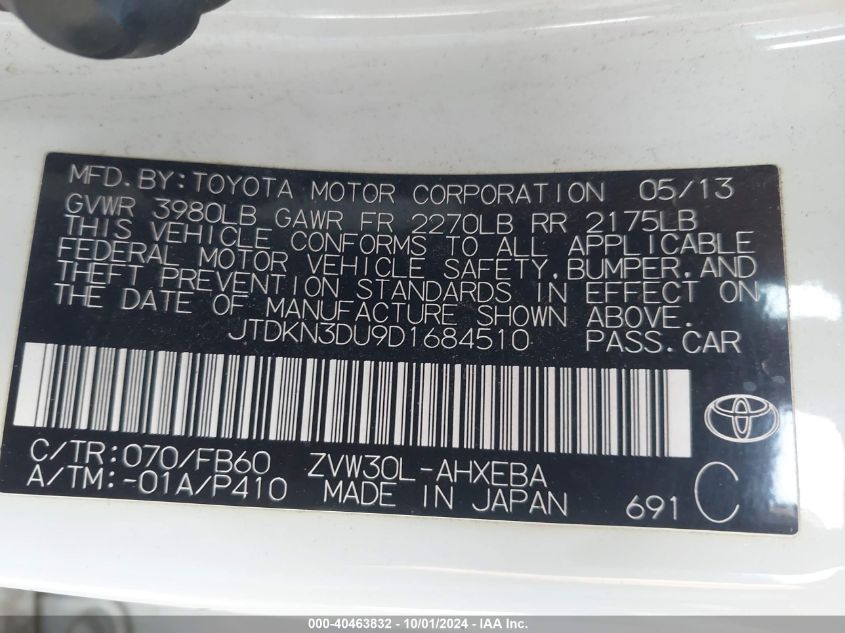 MFD.BY:TOYOTA MOTOR CORPORATION 05/13
GVWR 3980LB GAWR FR 2270LB RR 2175LB
THIS VEHICLE CONFORMS TO ALL APPLICABLE
FEDERAL MOTOR VEHICLE SAFETY,BUMPER,AND
THEFT PREVENTION STANDARDS IN EFFECT ON
THE DATE OF MANUFACTURE SHOWN ABOVE.
JTDKN3DU9D1684510 PASS.CAR
C/TR:070/FB60 ZVW30L-AHXEBA
A/TM:-01A/P410 MADE IN JAPAN 691 C
000-40463832 - 10/01/2024 - IAA Inc.